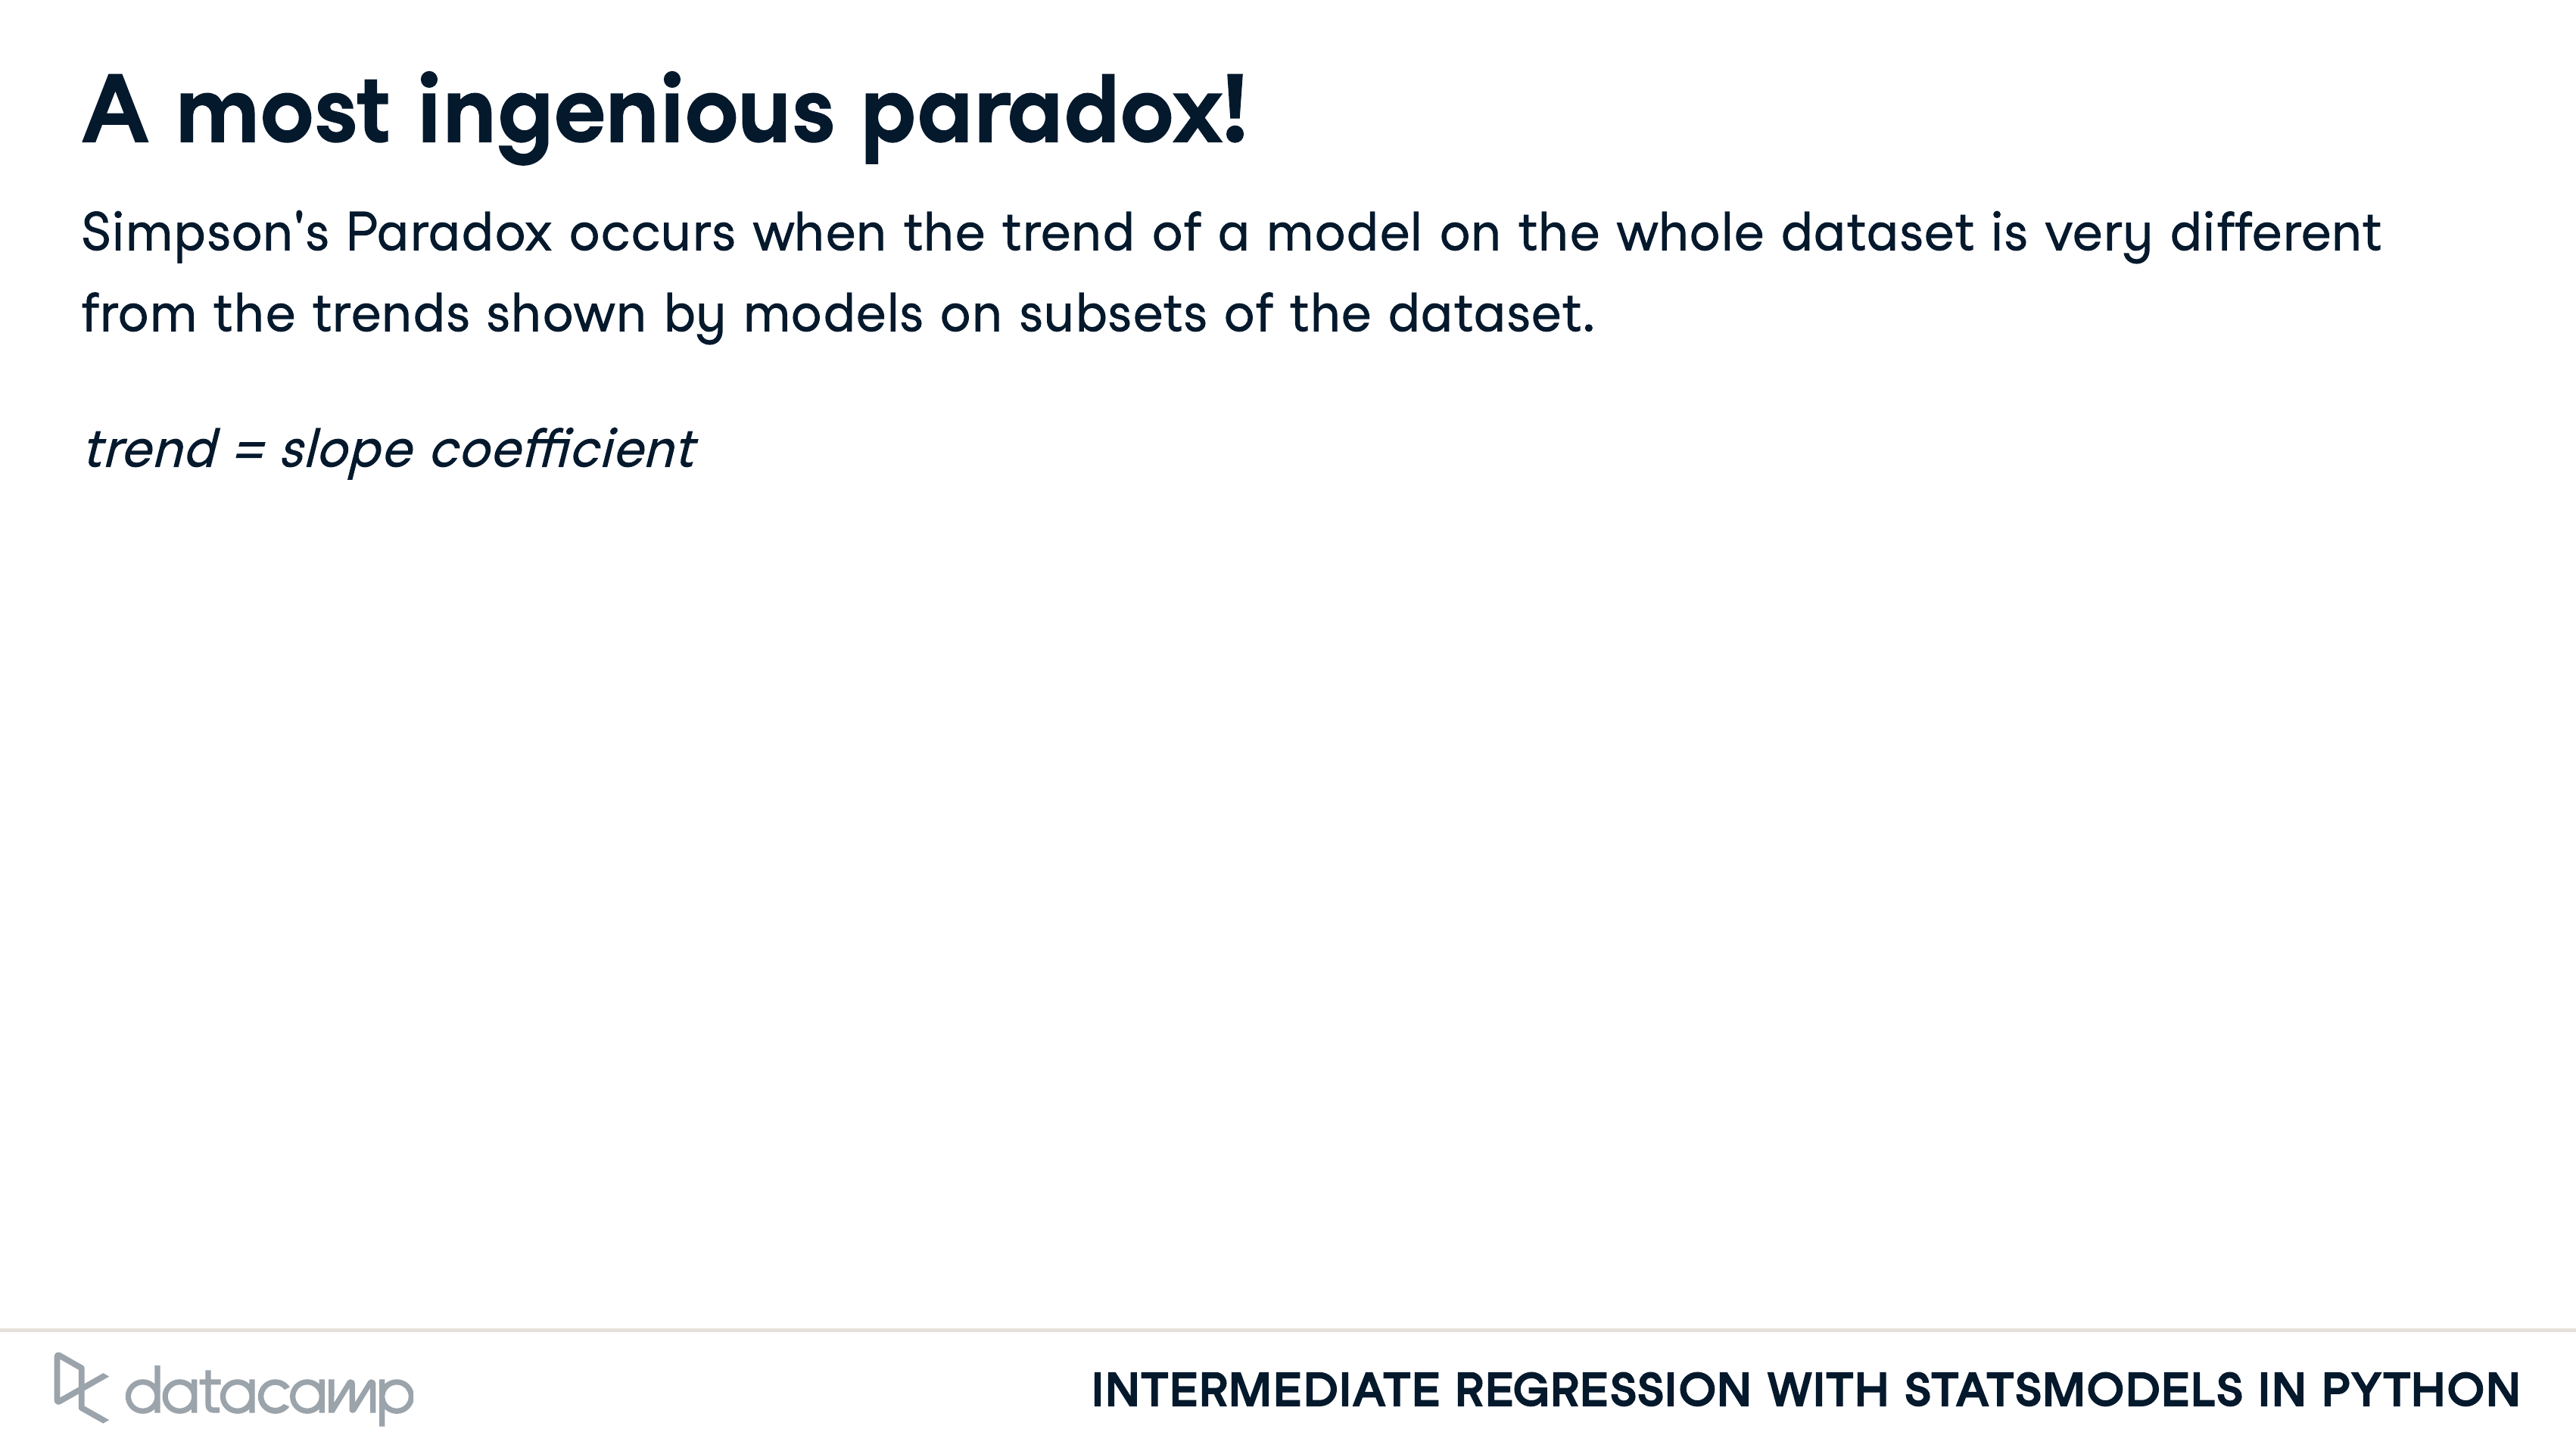 A most ingenious paradox!
Simpson's Paradox occurs when the trend of a model on the whole dataset is very different
from the trends shown by models on subsets of the dataset.
trend = slope coefficient
datacamp
INTERMEDIATE REGRESSION WITH STATSMODELS IN PYTHON